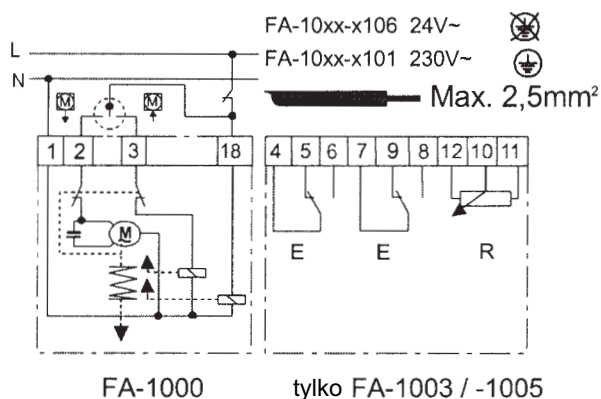 FA-10xx-x106 24V~
L
FA-10xx-x101 230V~
N
Max. 2,5mm²
M M
1 2 3 18 4 5 6 7 9 8 12 10 11
M
E E R
FA-1000 tylko FA-1003 / -1005